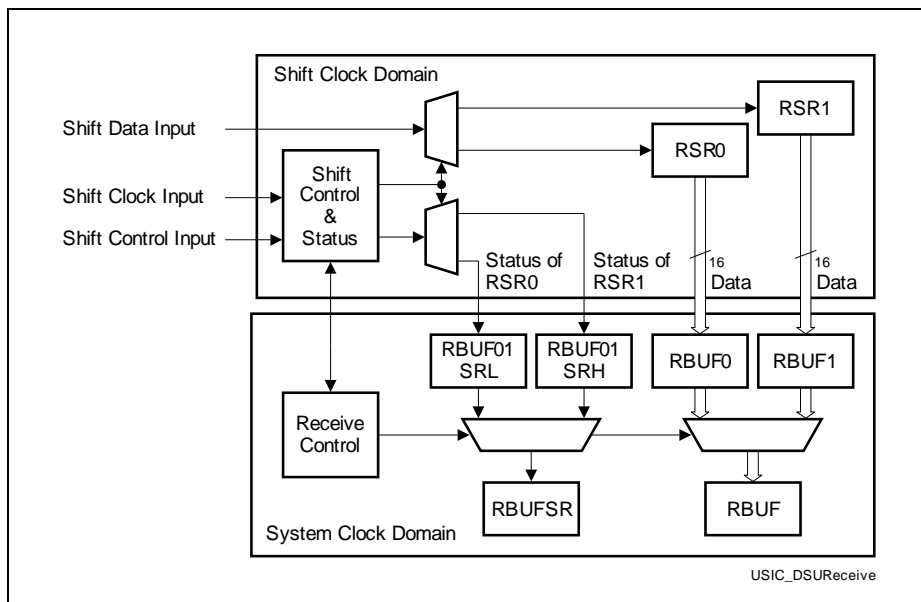 Shift Clock Domain
RSR1
Shift Data Input
RSR0
Shift
Control
&
Status
Shift Clock Input
Shift Control Input
Status of
RSR0
Status of
RSR1
16
Data
16
Data
RBUF01
SRL
RBUF01
SRH
RBUF0
RBUF1
Receive
Control
RBUFSR
RBUF
System Clock Domain
USIC_DSUReceive